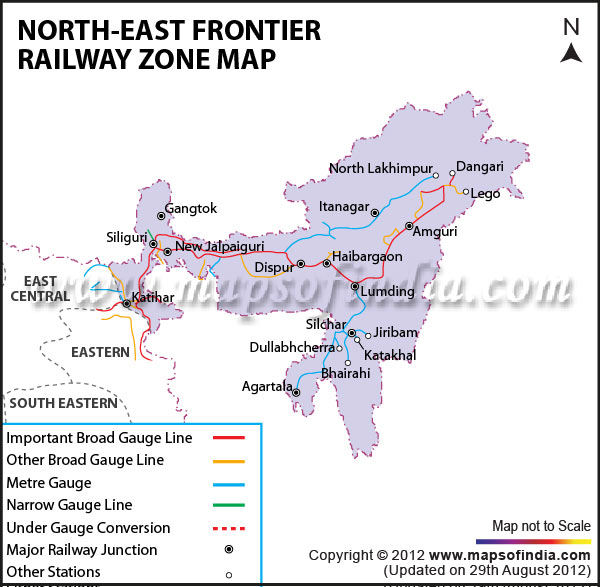 NORTH-EAST FRONTIER
RAILWAY ZONE MAP
N
North Lakhimpur
Dangari
Lego
Itanagar
Gangtok
Amguri
Siliguri
New Jalpaiguri
Haibargaon
Dispur
www.mapsofindia.com
EAST
CENTRAL
Katihar
Lumding
Silchar
Jiribam
EASTERN
Dullabhcherra
Katakhal
Bhairahi
Agartala
SOUTH EASTERN
Important Broad Gauge Line
Other Broad Gauge Line
Metre Gauge
Narrow Gauge Line
Under Gauge Conversion
Major Railway Junction
Other Stations
Map not to Scale
Copyright © 2012 www.mapsofindia.com
(Updated on 29th August 2012)